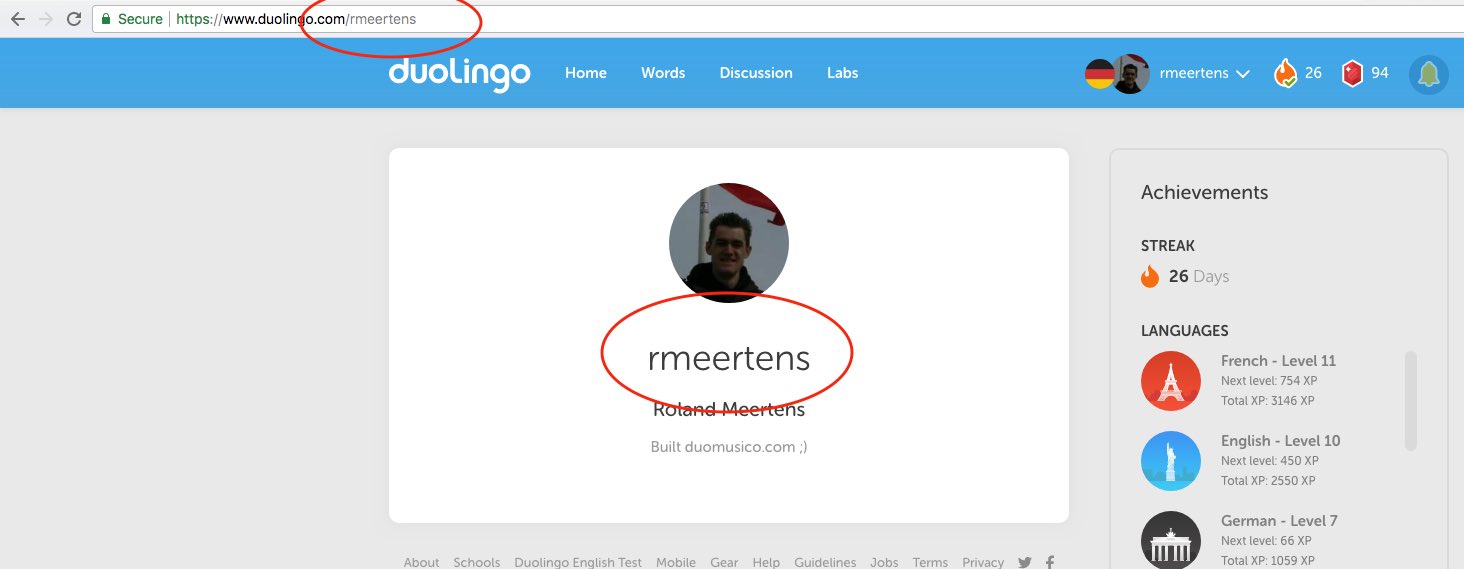 Secure | https://www.duolingo.com/rmeertens
duolingo Home Words Discussion Labs rmeertens 26 94
rmeertens
Roland Meertens
Built duomusico.com ;)
Achievements
STREAK
26 Days
LANGUAGES
French - Level 11
Next level: 754 XP
Total XP: 3146 XP
English - Level 10
Next level: 450 XP
Total XP: 2550 XP
German - Level 7
Next level: 66 XP
Total XP: 1059 XP
About Schools Duolingo English Test Mobile Gear Help Guidelines Jobs Terms Privacy